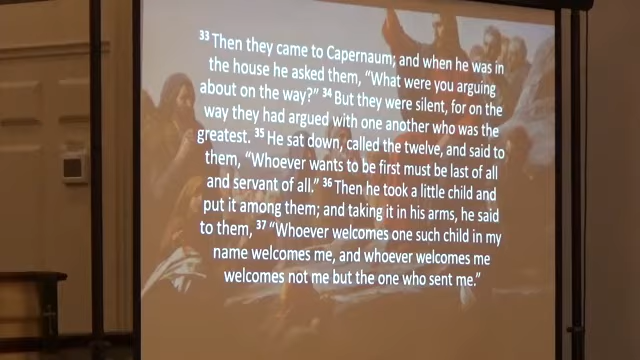 33 Then they came to Capernaum; and when he was in
the house he asked them, “What were you arguing
about on the way?” 34 But they were silent, for on the
way they had argued with one another who was the
greatest. 35 He sat down, called the twelve, and said to
them, “Whoever wants to be first must be last of all
and servant of all.” 36 Then he took a little child and
put it among them; and taking it in his arms, he said
to them, 37 “Whoever welcomes one such child in my
name welcomes me, and whoever welcomes me
welcomes not me but the one who sent me.”